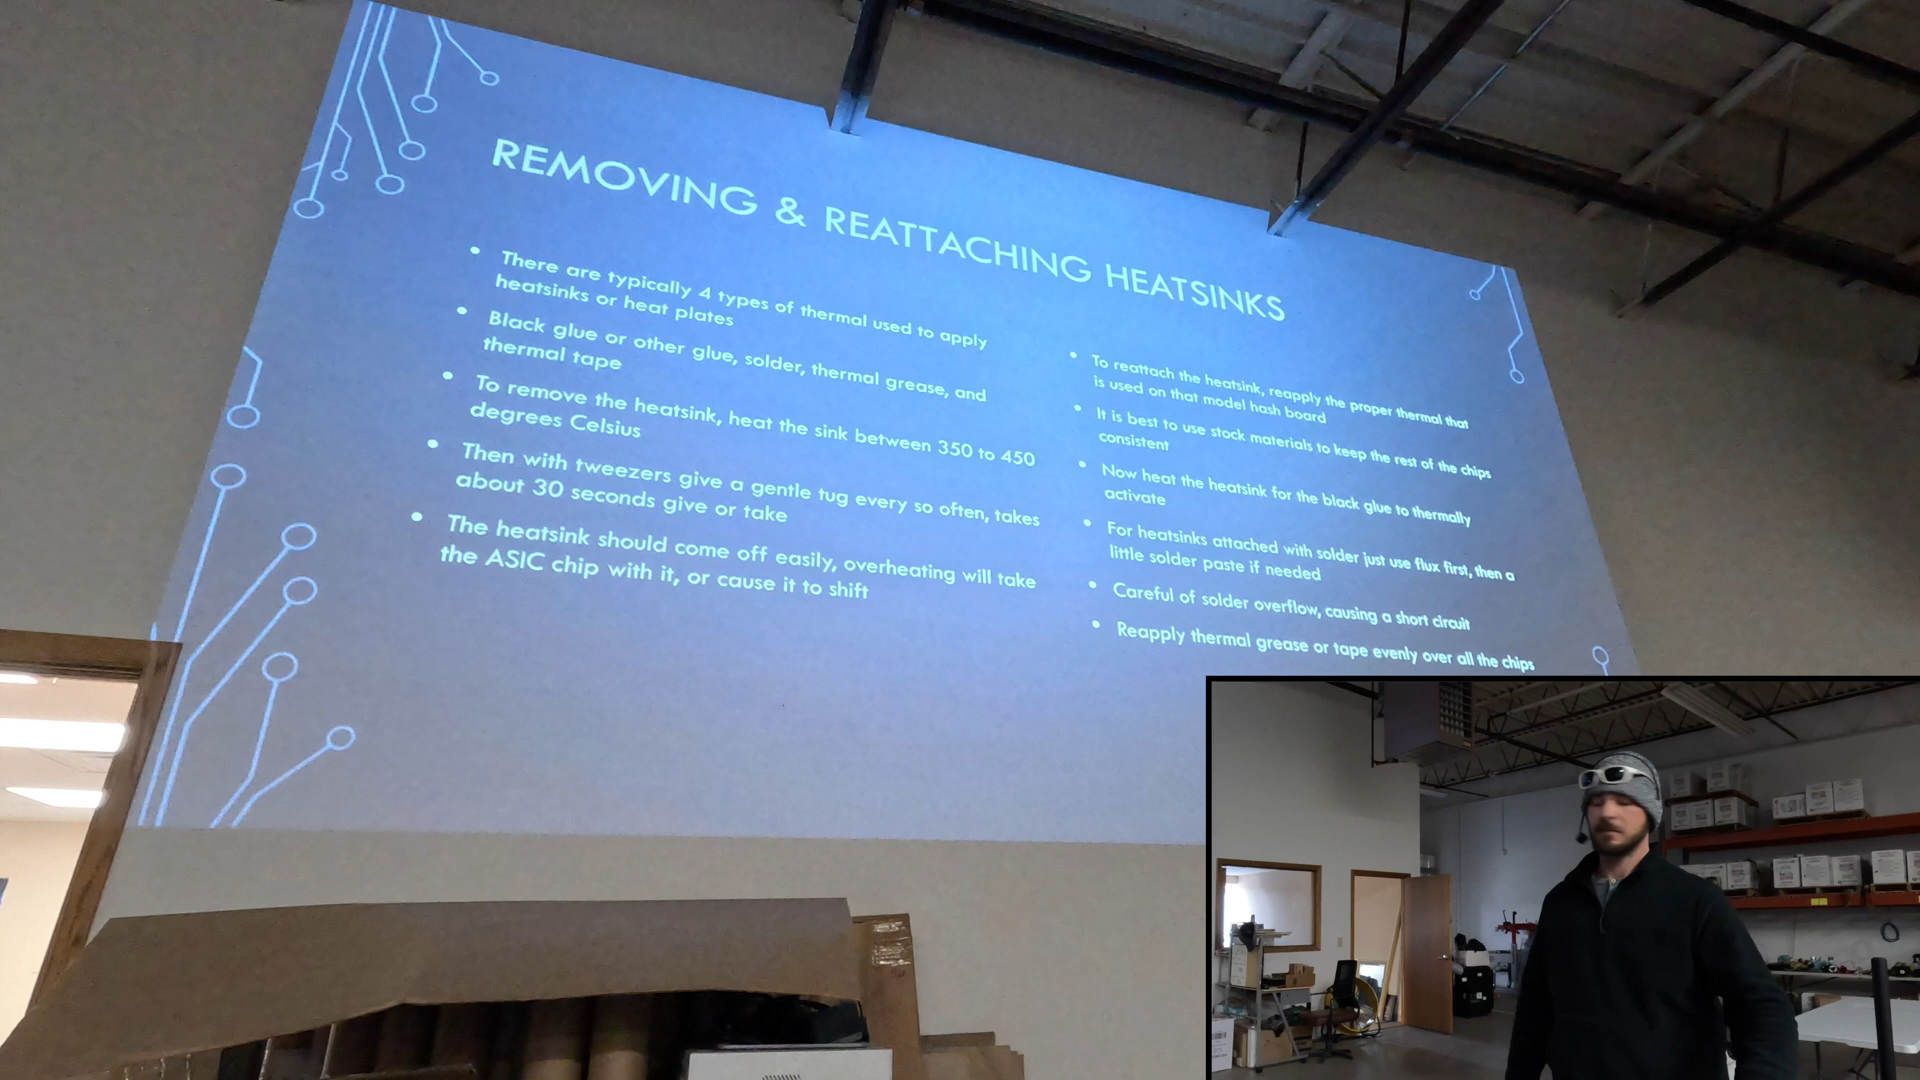 REMOVING & REATTACHING HEATSINKS
• There are typically 4 types of thermal used to apply
heatsinks or heat plates
• Black glue or other glue, solder, thermal grease, and
thermal tape
• To remove the heatsink, heat the sink between 350 to 450
degrees Celsius
• Then with tweezers give a gentle tug every so often, takes
about 30 seconds give or take
• The heatsink should come off easily, overheating will take
the ASIC chip with it, or cause it to shift
• To reattach the heatsink, reapply the proper thermal that
is used on that model hash board
• It is best to use stock materials to keep the rest of the chips
consistent
• Now heat the heatsink for the black glue to thermally
activate
• For heatsinks attached with solder just use flux first, then a
little solder paste if needed
• Careful of solder overflow, causing a short circuit
• Reapply thermal grease or tape evenly over all the chips